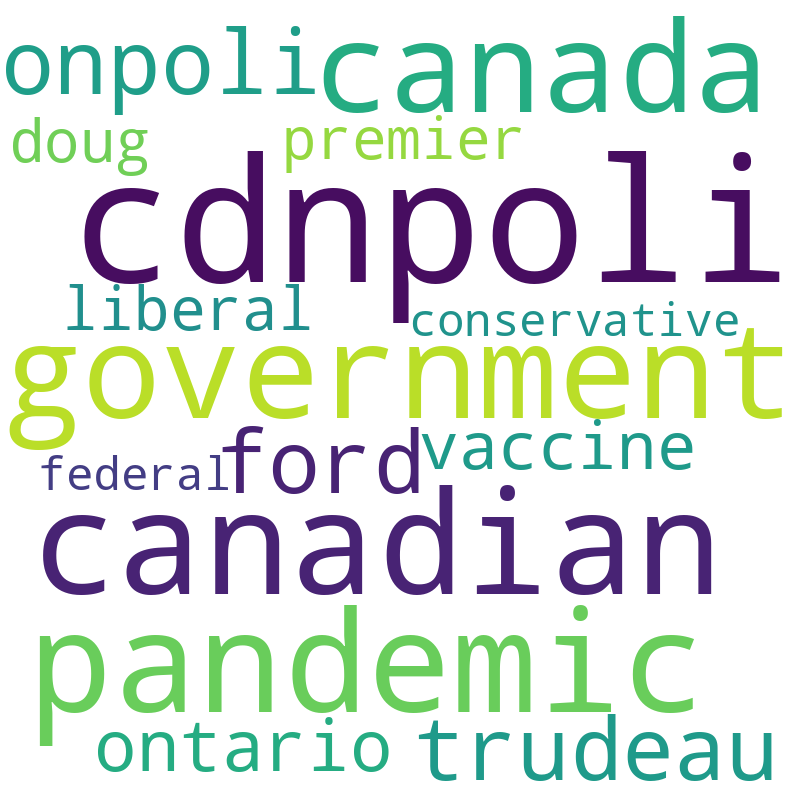 onpoli canada
doug premier
cdnpoli
liberal conservative
government
federal ford vaccine
canadian
pandemic
ontario trudeau